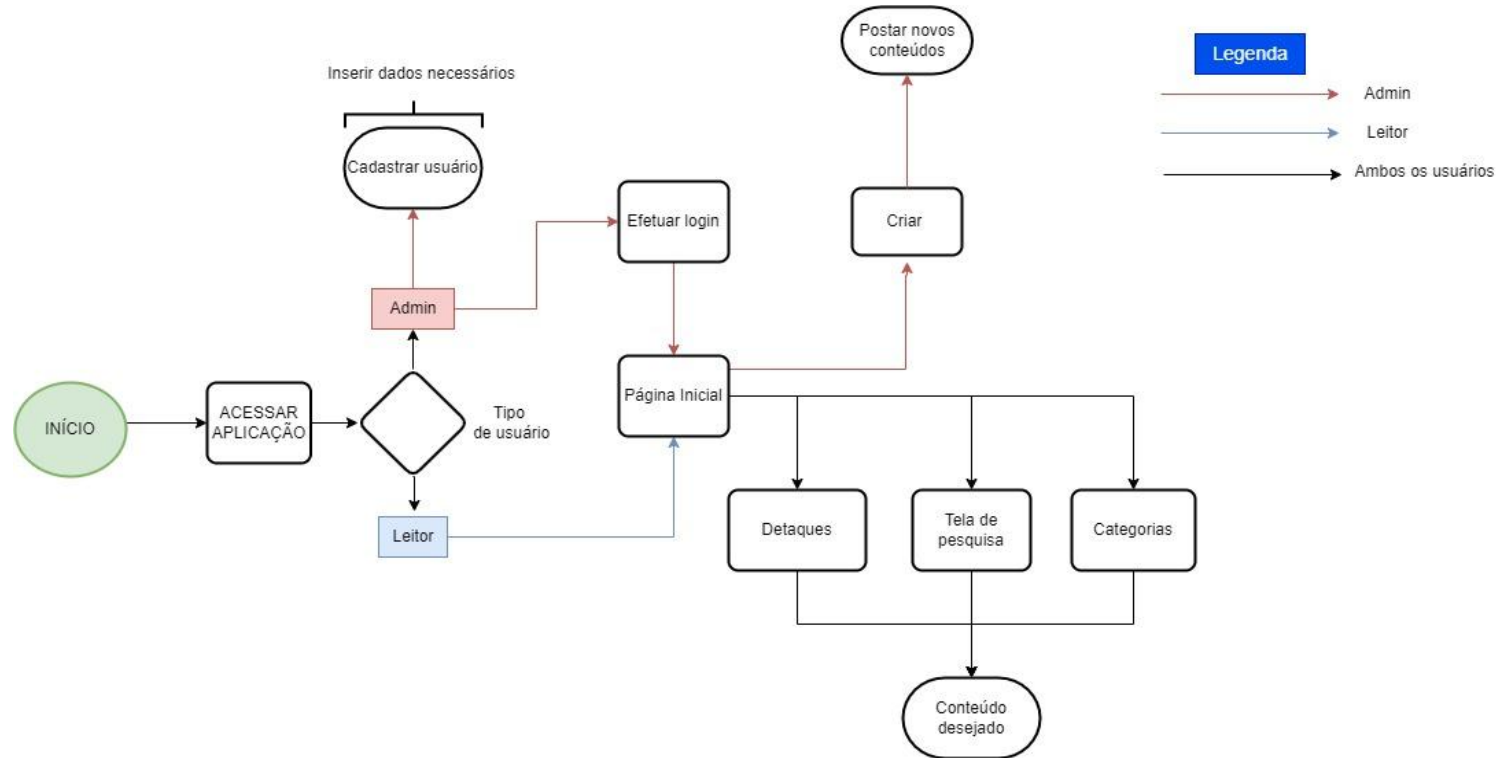 Postar novos
conteúdos
Legenda
Admin
Leitor
Ambos os usuários
Inserir dados necessários
Cadastrar usuário
Efetuar login
Criar
Admin
Página Inicial
INÍCIO
ACESSAR
APLICAÇÃO
Tipo
de usuário
Leitor
Detaques
Tela de
pesquisa
Categorias
Conteúdo
desejado